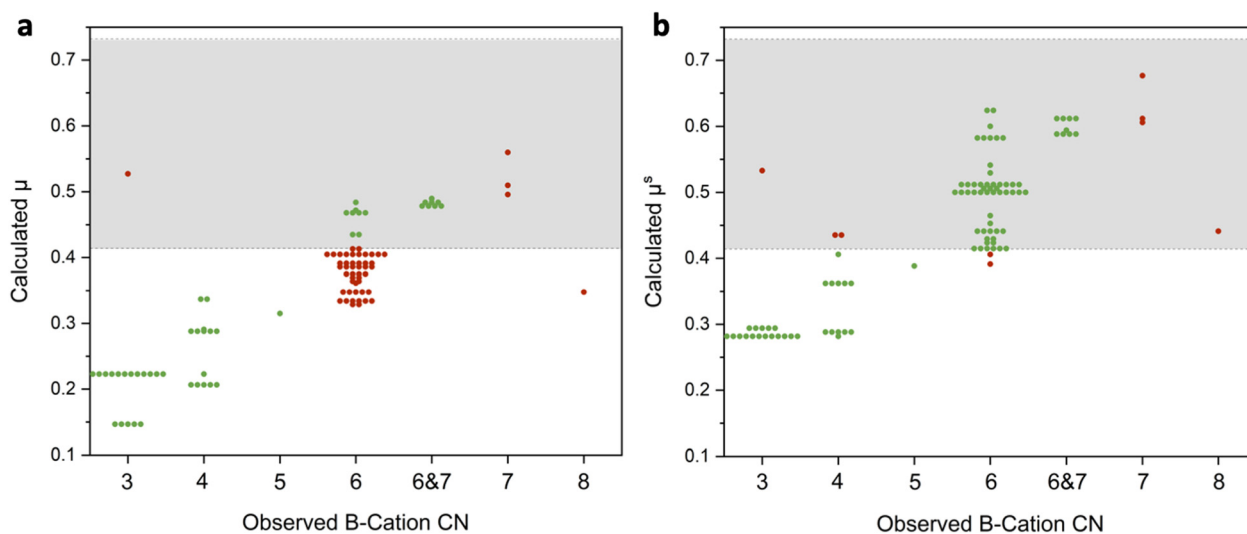 a
0.7
0.6
0.5
0.4
0.3
0.2
0.1
Calculated μ
3 4 5 6 6&7 7 8
Observed B-Cation CN
b
0.7
0.6
0.5
0.4
0.3
0.2
0.1
Calculated μˢ
3 4 5 6 6&7 7 8
Observed B-Cation CN